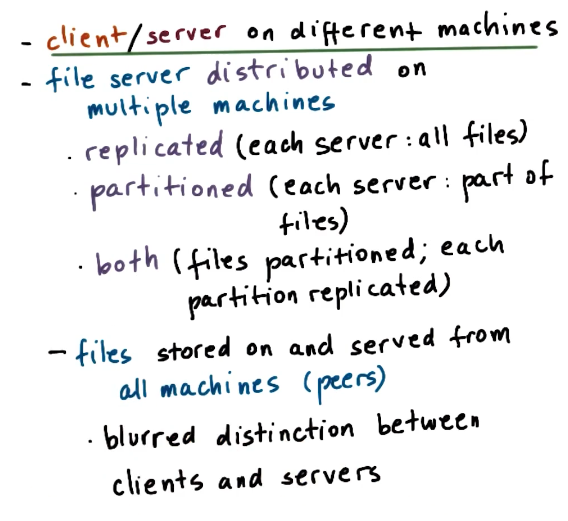 - client/server on different machines
- file server distributed on
multiple machines
. replicated (each server: all files)
. partitioned (each server: part of
files)
. both (files partitioned; each
partition replicated)
- files stored on and served from
all machines (peers)
. blurred distinction between
clients and servers